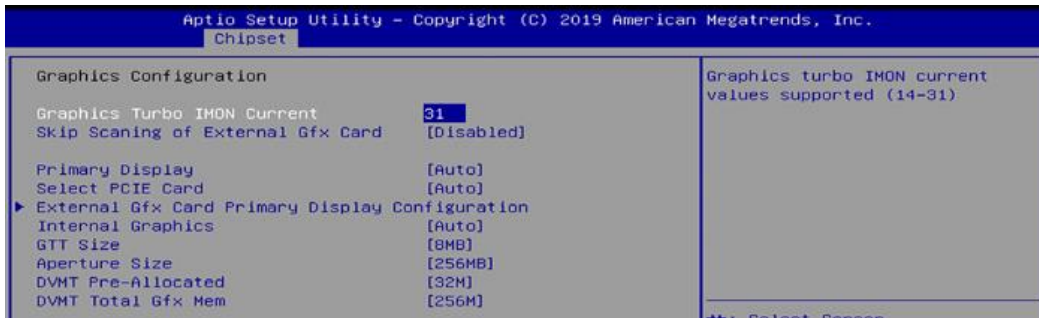 Aptio Setup Utility – Copyright (C) 2019 American Megatrends, Inc.
Chipset
Graphics Configuration
Graphics Turbo IMON Current 31
Skip Scaning of External Gfx Card [Disabled]
Primary Display [Auto]
Select PCIE Card [Auto]
▶ External Gfx Card Primary Display Configuration
Internal Graphics [Auto]
GTT Size [8MB]
Aperture Size [256MB]
DVMT Pre-Allocated [32M]
DVMT Total Gfx Mem [256M]
Graphics turbo IMON current
values supported (14-31)